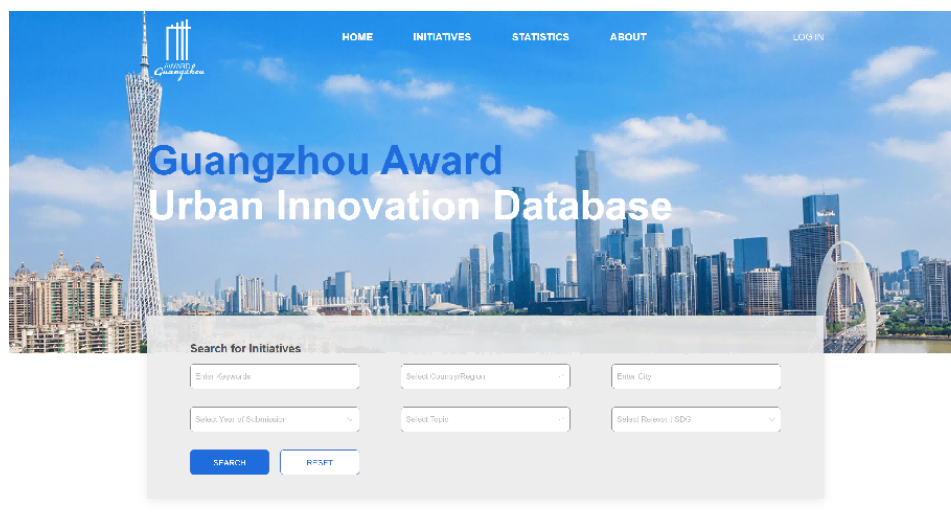 AWARD
Guangzhou
HOME
INITIATIVES
STATISTICS
ABOUT
LOG IN
Guangzhou Award
Urban Innovation Database
Search for Initiatives
Enter Keywords
Select Country/Region
Enter City
Select Year of Submission
Select Topic
Select Relevant SDG
SEARCH
RESET